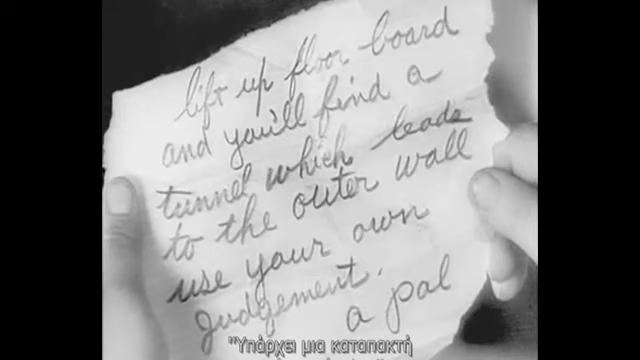 lift up floor board
and you'll find a
tunnel which leads
to the outer wall
use your own
judgement.
a pal
"Υπάρχει μια καταπακτή